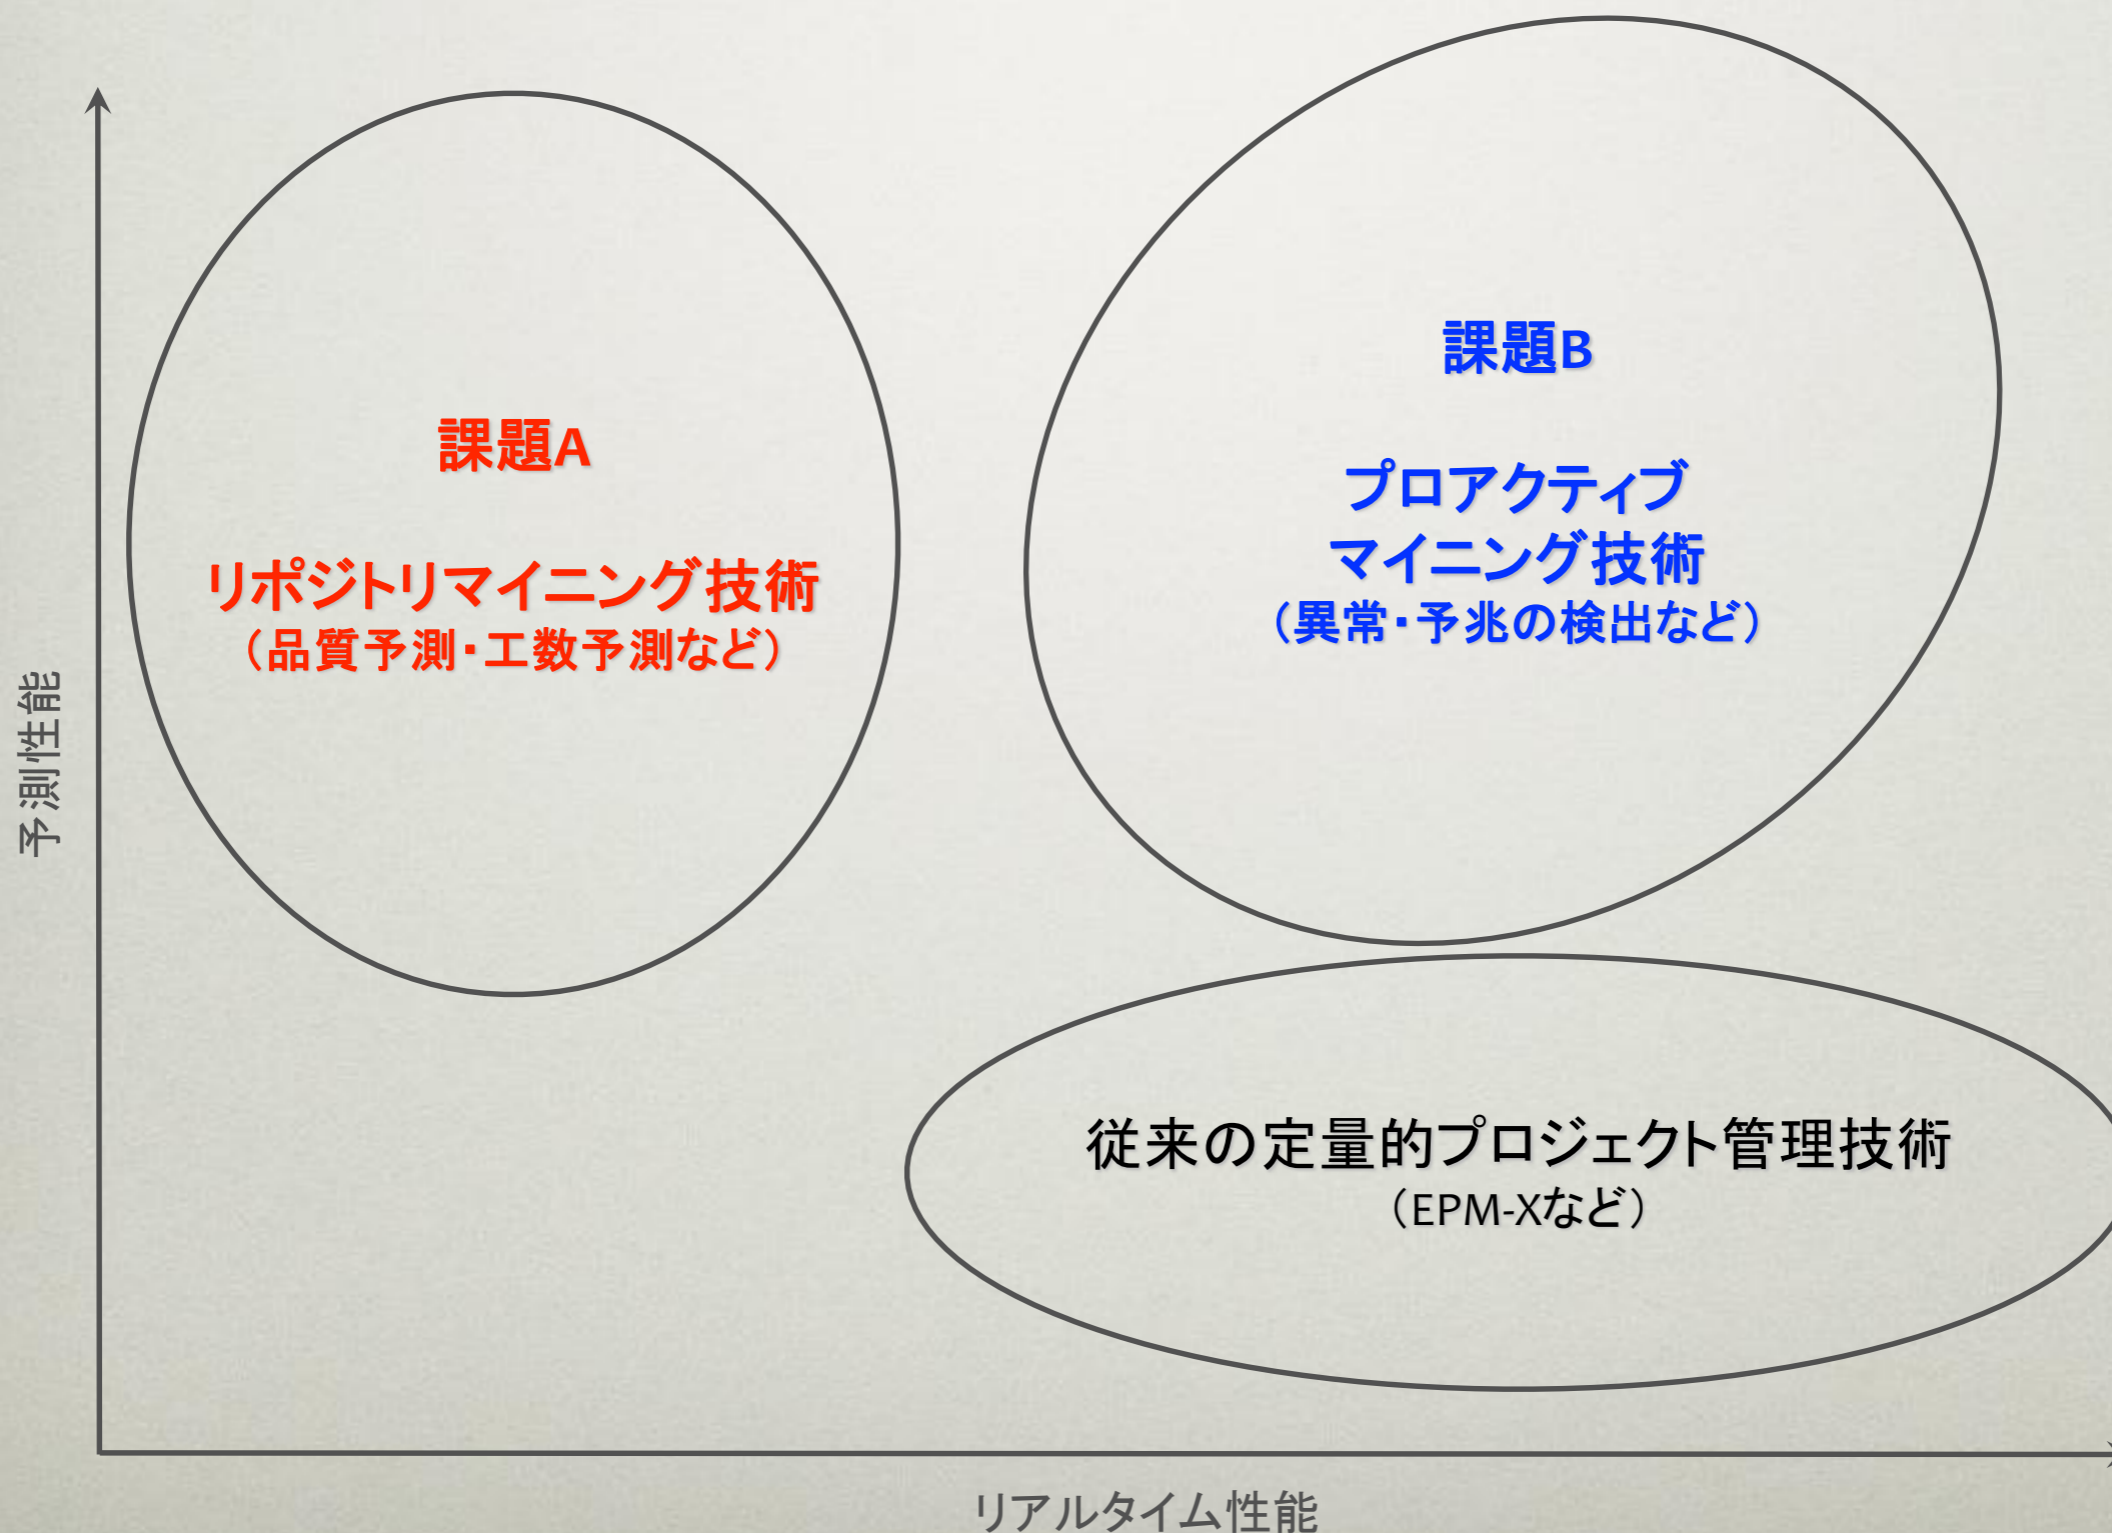 予測性能
課題A
リポジトリマイニング技術
（品質予測・工数予測など）
課題B
プロアクティブ
マイニング技術
（異常・予兆の検出など）
従来の定量的プロジェクト管理技術
（EPM-Xなど）
リアルタイム性能